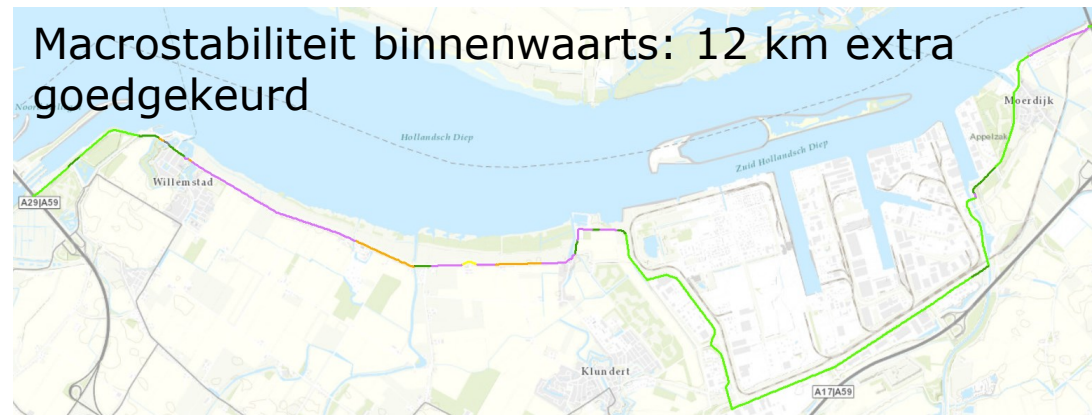 Macrostabiliteit binnenwaarts: 12 km extra
goedgekeurd
Moerdijk
Hollandsch Diep
Appelzak
Zuid Hollandsch Diep
Willemstad
A29|A59
Klundert
A17|A59